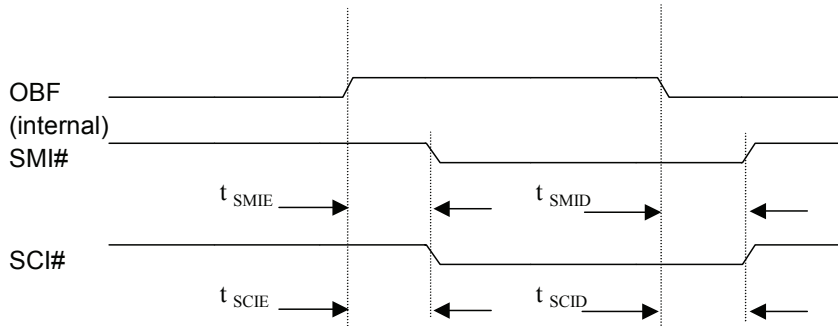 OBF
(internal)
SMI#
t SMIE
t SMID
SCI#
t SCIE
t SCID